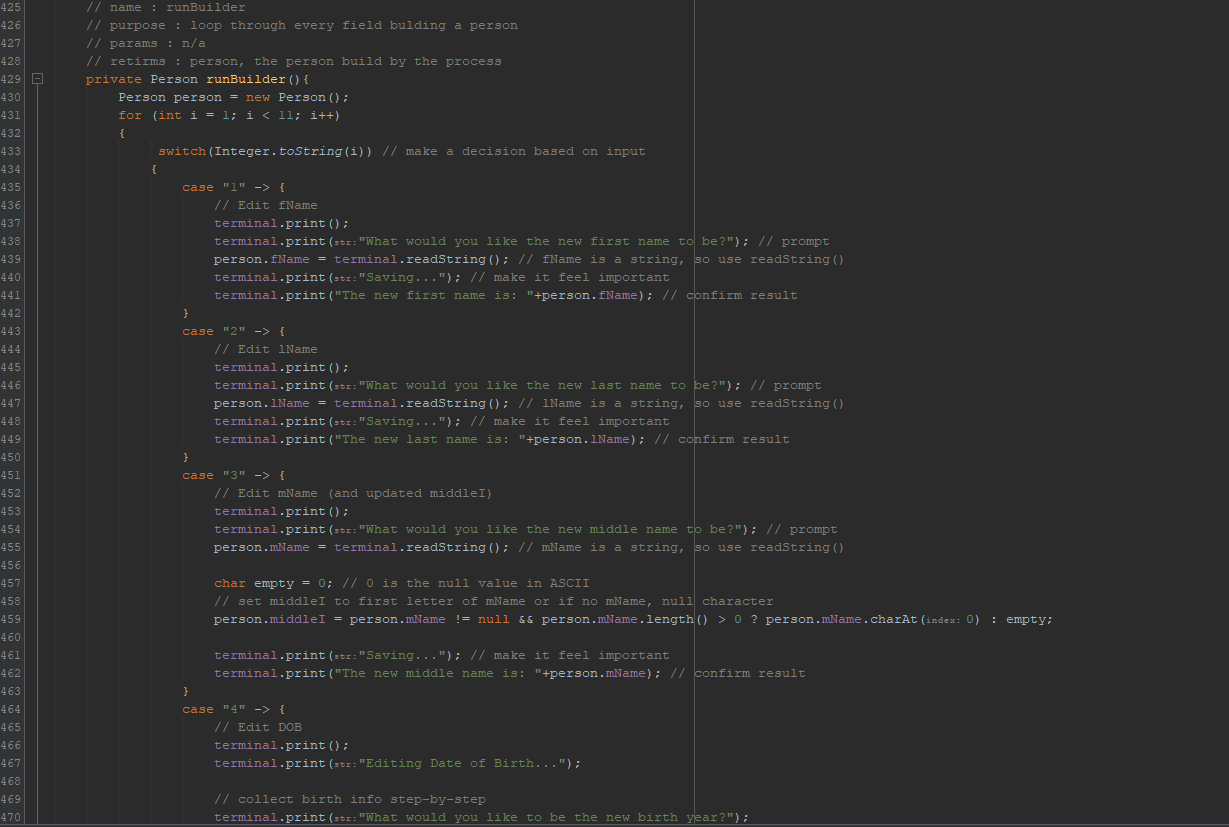 425 // name : runBuilder
426 // purpose : loop through every field bulding a person
427 // params : n/a
428 // retirms : person, the person build by the process
429 private Person runBuilder(){
430 Person person = new Person();
431 for (int i = 1; i < 11; i++)
432 {
433 switch(Integer.toString(i)) // make a decision based on input
434 {
435 case "1" -> {
436 // Edit fName
437 terminal.print();
438 terminal.print(str:"What would you like the new first name to be?"); // prompt
439 person.fName = terminal.readString(); // fName is a string, so use readString()
440 terminal.print(str:"Saving..."); // make it feel important
441 terminal.print("The new first name is: "+person.fName); // confirm result
442 }
443 case "2" -> {
444 // Edit lName
445 terminal.print();
446 terminal.print(str:"What would you like the new last name to be?"); // prompt
447 person.lName = terminal.readString(); // lName is a string, so use readString()
448 terminal.print(str:"Saving..."); // make it feel important
449 terminal.print("The new last name is: "+person.lName); // confirm result
450 }
451 case "3" -> {
452 // Edit mName (and updated middleI)
453 terminal.print();
454 terminal.print(str:"What would you like the new middle name to be?"); // prompt
455 person.mName = terminal.readString(); // mName is a string, so use readString()
456
457 char empty = 0; // 0 is the null value in ASCII
458 // set middleI to first letter of mName or if no mName, null character
459 person.middleI = person.mName != null && person.mName.length() > 0 ? person.mName.charAt(index: 0) : empty;
460
461 terminal.print(str:"Saving..."); // make it feel important
462 terminal.print("The new middle name is: "+person.mName); // confirm result
463 }
464 case "4" -> {
465 // Edit DOB
466 terminal.print();
467 terminal.print(str:"Editing Date of Birth...");
468
469 // collect birth info step-by-step
470 terminal.print(str:"What would you like to be the new birth year?");